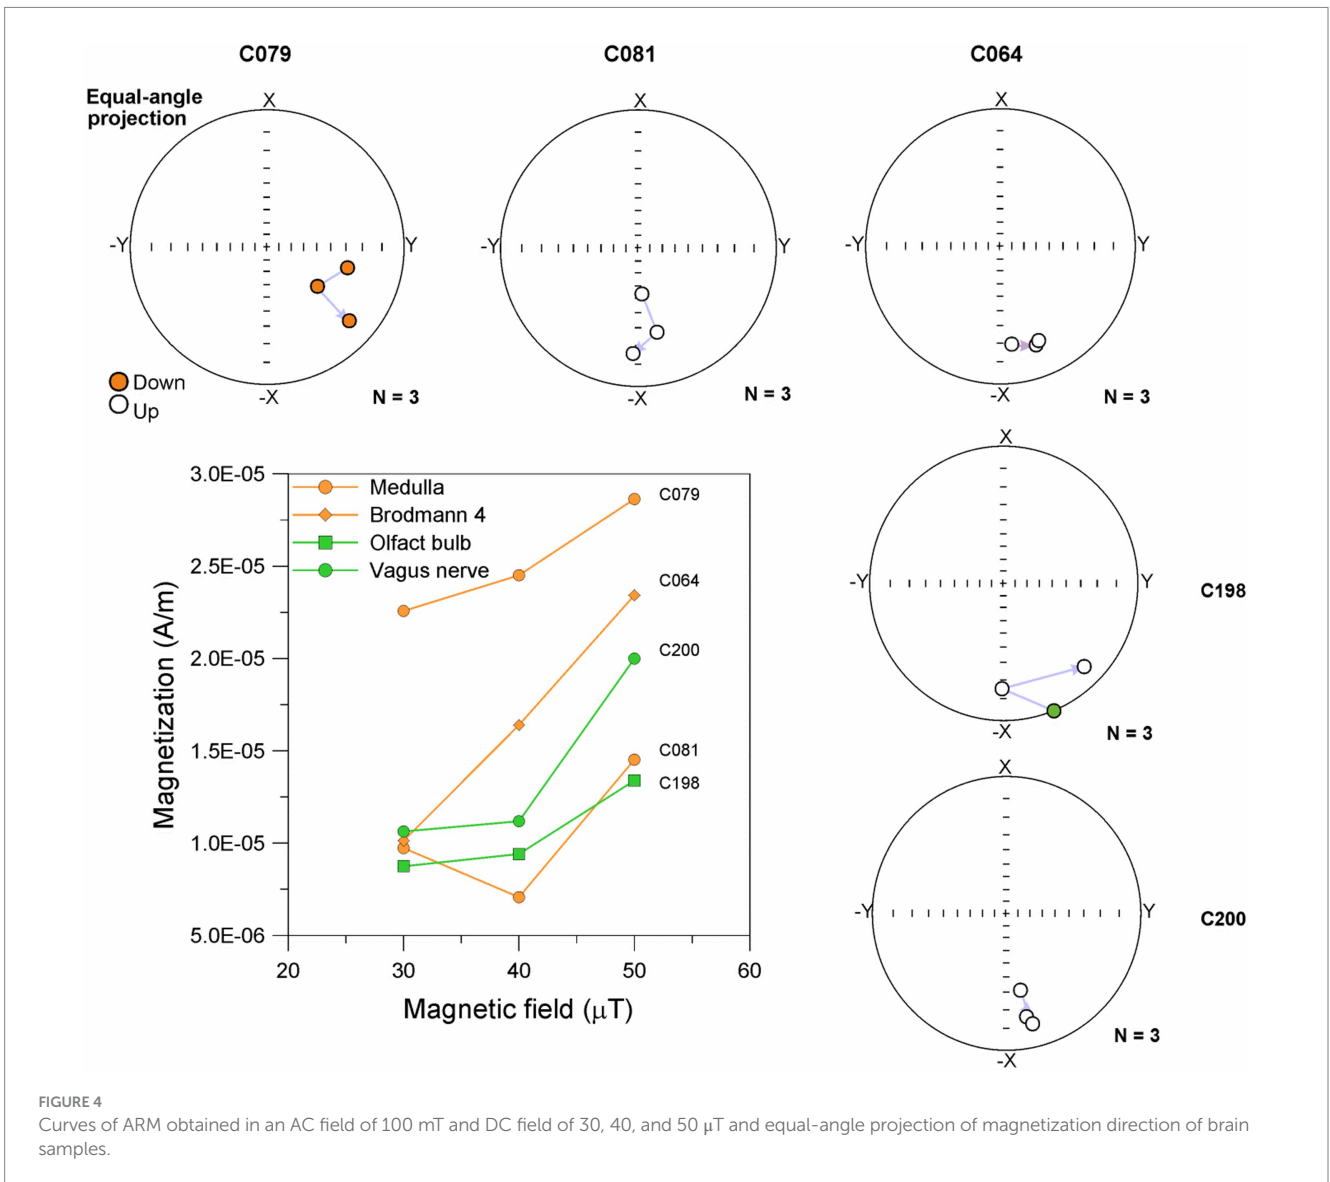 C079
C081
C064
Equal-angle
projection
X
-Y
Y
-X
N = 3
Down
Up
X
-Y
Y
-X
N = 3
X
-Y
Y
-X
N = 3
X
-Y
Y
-X
C198
N = 3
X
-Y
Y
-X
C200
N = 3
3.0E-05
2.5E-05
2.0E-05
1.5E-05
1.0E-05
5.0E-06
Magnetization (A/m)
Medulla
Brodmann 4
Olfact bulb
Vagus nerve
C079
C064
C200
C081
C198
20
30
40
50
60
Magnetic field (μT)
FIGURE 4
Curves of ARM obtained in an AC field of 100 mT and DC field of 30, 40, and 50 μT and equal-angle projection of magnetization direction of brain
samples.